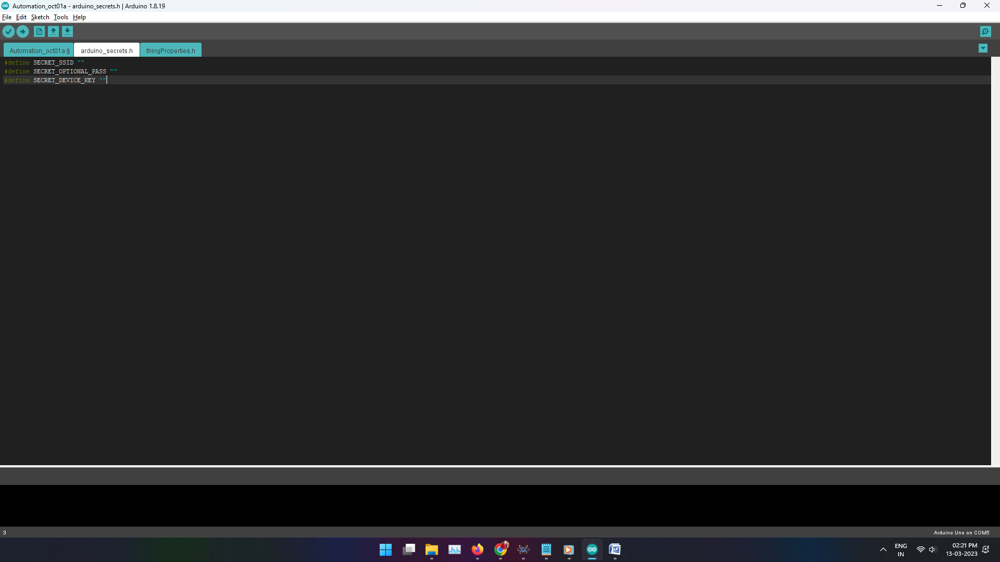 Automation_oct01a - arduino_secrets.h | Arduino 1.8.19
File Edit Sketch Tools Help
Automation_oct01a § arduino_secrets.h thingProperties.h
#define SECRET_SSID ""
#define SECRET_OPTIONAL_PASS ""
#define SECRET_DEVICE_KEY ""
3
Arduino Uno on COM5
ENG
IN
02:21 PM
13-03-2023